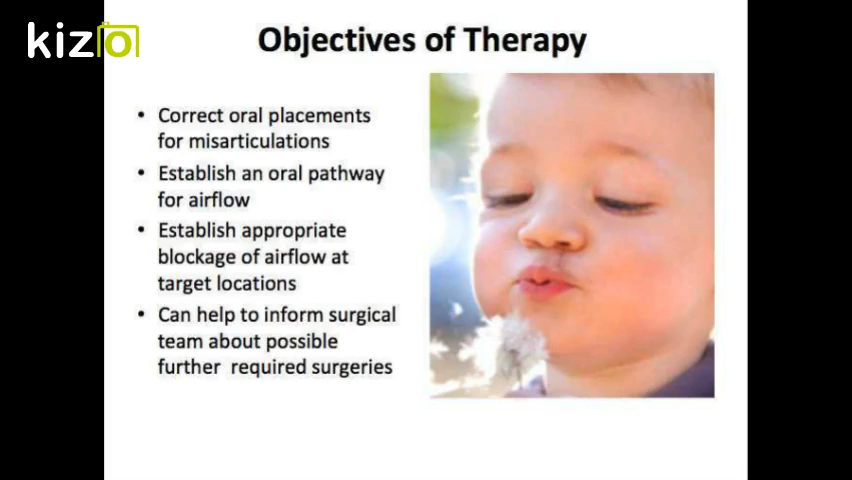 kizoo
Objectives of Therapy
• Correct oral placements
for misarticulations
• Establish an oral pathway
for airflow
• Establish appropriate
blockage of airflow at
target locations
• Can help to inform surgical
team about possible
further required surgeries